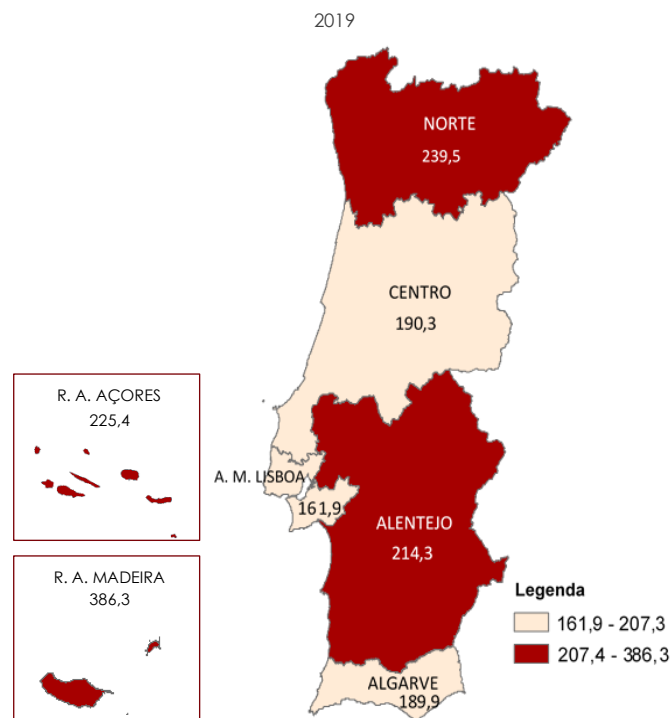 2019
NORTE
239,5
CENTRO
190,3
R. A. AÇORES
225,4
A. M. LISBOA
161,9
ALENTEJO
214,3
R. A. MADEIRA
386,3
Legenda
161,9 - 207,3
207,4 - 386,3
ALGARVE
189,9